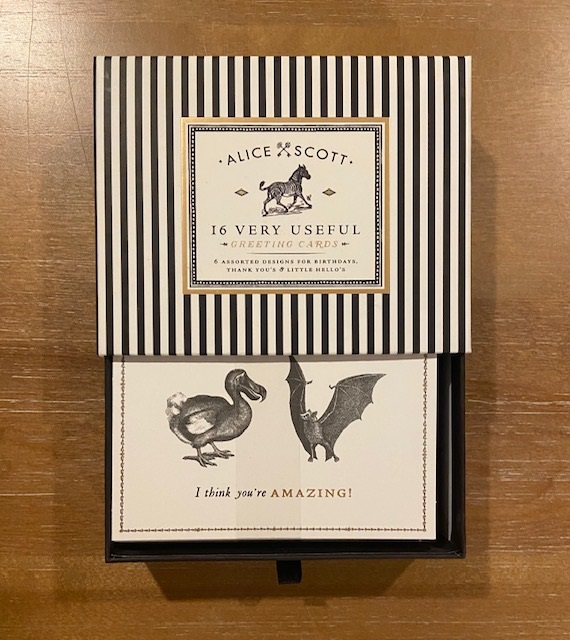 · ALICE SCOTT ·
16 VERY USEFUL
GREETING CARDS
6 ASSORTED DESIGNS FOR BIRTHDAYS,
THANK YOU'S & LITTLE HELLO'S
I think you're AMAZING!